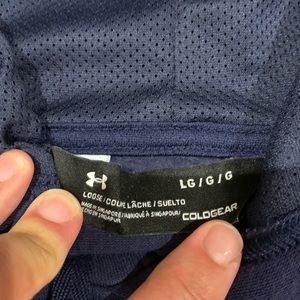 LG/G/G
LOOSE/COUPE LÂCHE/SUELTO
MADE IN SINGAPORE/FABRIQUÉ À SINGAPOUR/
HECHO EN SINGAPUR
COLDGEAR